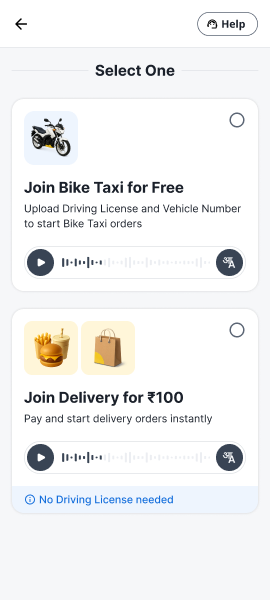 Help
Select One
Join Bike Taxi for Free
Upload Driving License and Vehicle Number
to start Bike Taxi orders
अ
A
Join Delivery for ₹100
Pay and start delivery orders instantly
अ
A
No Driving License needed